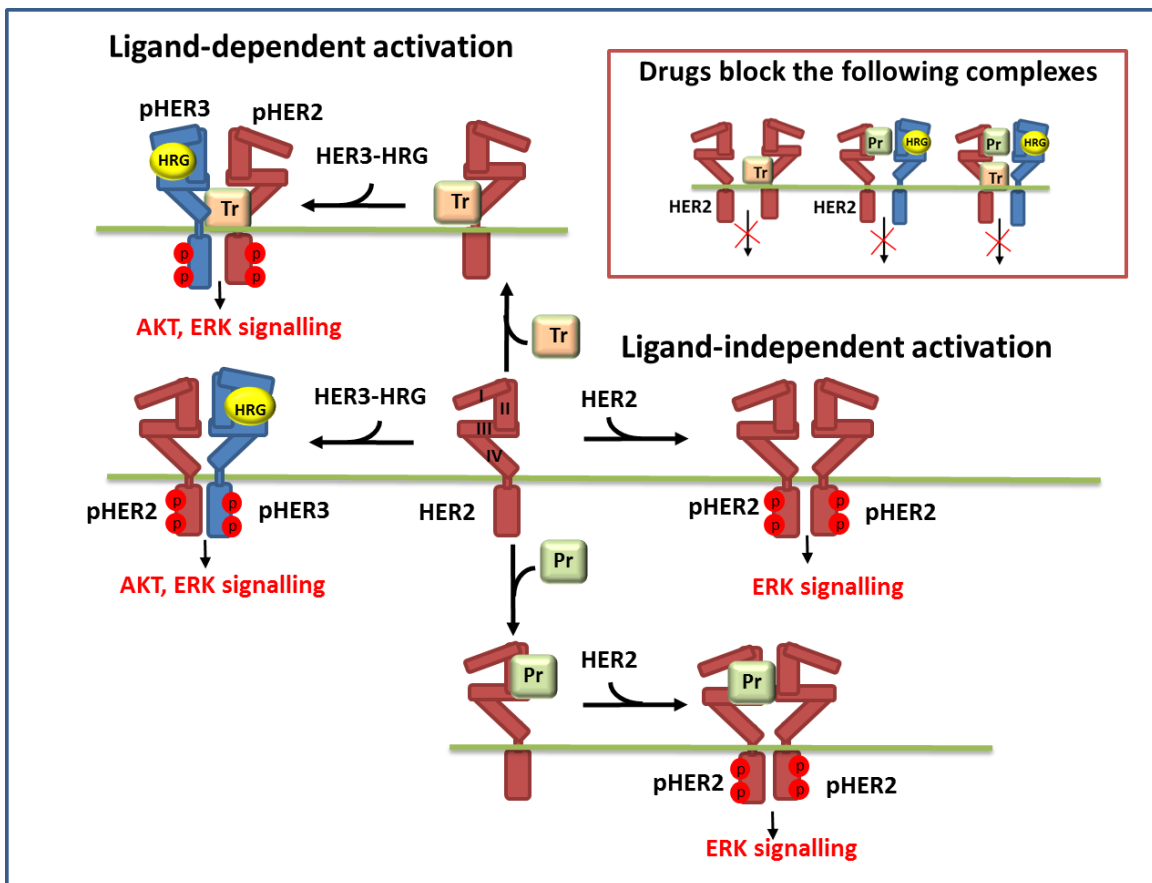 Ligand-dependent activation
Drugs block the following complexes
pHER3
pHER2
HRG
HER3-HRG
Tr
Tr
p
p
p
p
AKT, ERK signalling
Tr
Pr
HRG
Pr
HRG
Tr
HER2
HER2
Tr
Ligand-independent activation
HER3-HRG
HRG
I
II
III
IV
HER2
pHER2
p
p
p
p
pHER3
HER2
pHER2
p
p
p
p
pHER2
AKT, ERK signalling
ERK signalling
Pr
Pr
HER2
Pr
pHER2
p
p
p
p
pHER2
ERK signalling